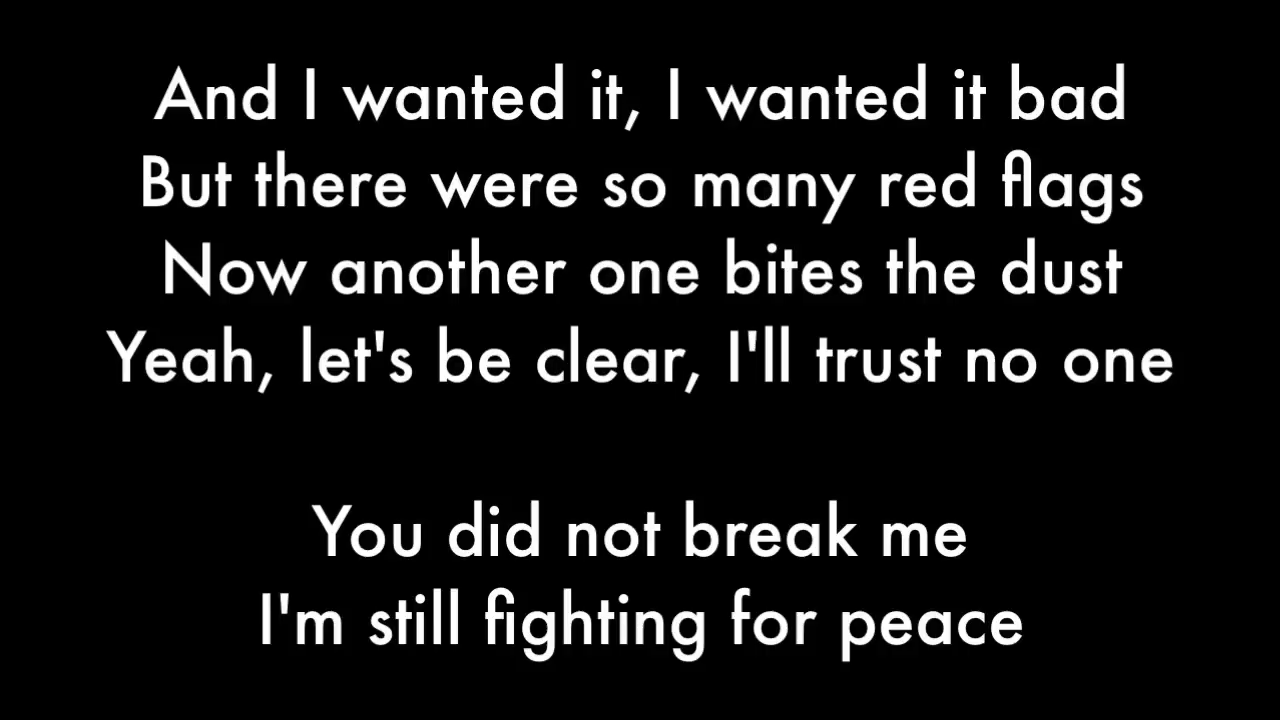 And I wanted it, I wanted it bad
But there were so many red flags
Now another one bites the dust
Yeah, let's be clear, I'll trust no one
You did not break me
I'm still fighting for peace